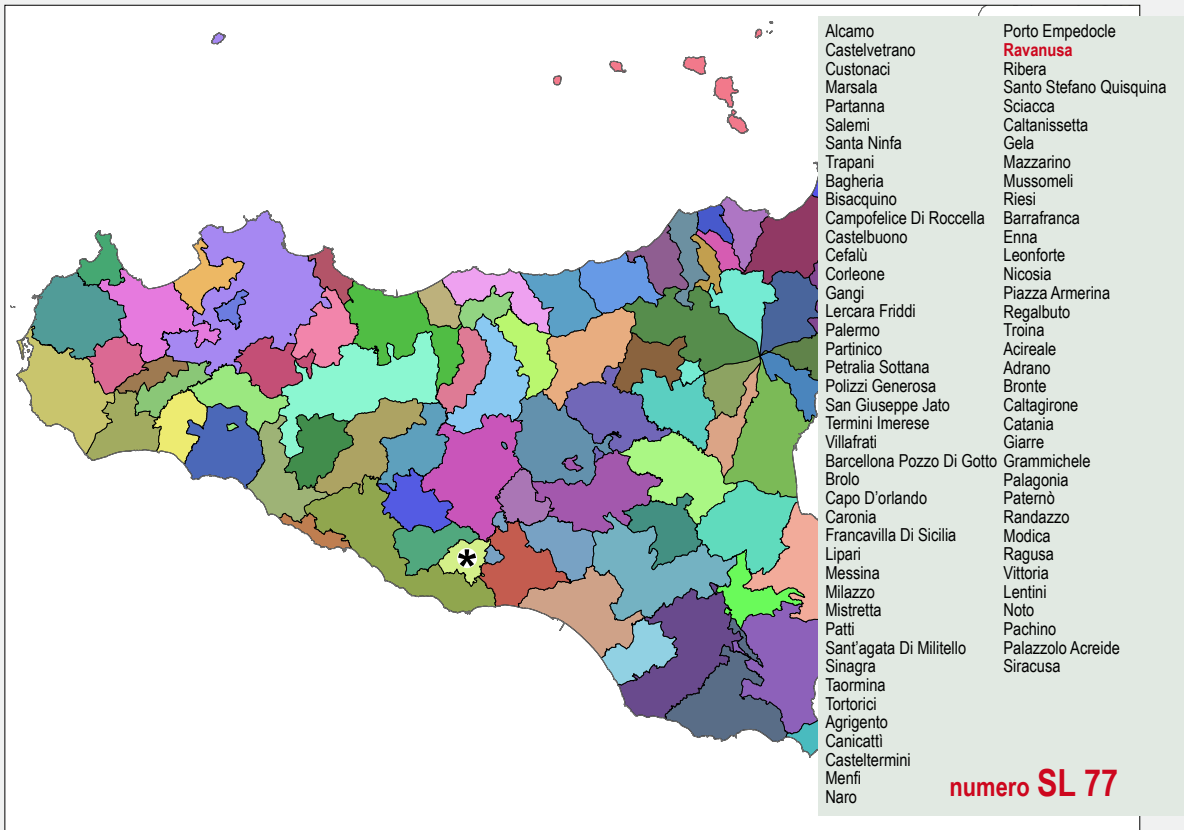 Alcamo
Castelvetrano
Custonaci
Marsala
Partanna
Salemi
Santa Ninfa
Trapani
Bagheria
Bisacquino
Campofelice Di Roccella
Castelbuono
Cefalù
Corleone
Gangi
Lercara Friddi
Palermo
Partinico
Petralia Sottana
Polizzi Generosa
San Giuseppe Jato
Termini Imerese
Villafrati
Barcellona Pozzo Di Gotto
Brolo
Capo D'orlando
Caronia
Francavilla Di Sicilia
Lipari
Messina
Milazzo
Mistretta
Patti
Sant'agata Di Militello
Sinagra
Taormina
Tortorici
Agrigento
Canicattì
Casteltermini
Menfi
Naro
Porto Empedocle
Ravanusa
Ribera
Santo Stefano Quisquina
Sciacca
Caltanissetta
Gela
Mazzarino
Mussomeli
Riesi
Barrafranca
Enna
Leonforte
Nicosia
Piazza Armerina
Regalbuto
Troina
Acireale
Adrano
Bronte
Caltagirone
Catania
Giarre
Grammichele
Palagonia
Paternò
Randazzo
Modica
Ragusa
Vittoria
Lentini
Noto
Pachino
Palazzolo Acreide
Siracusa
numero SL 77
*